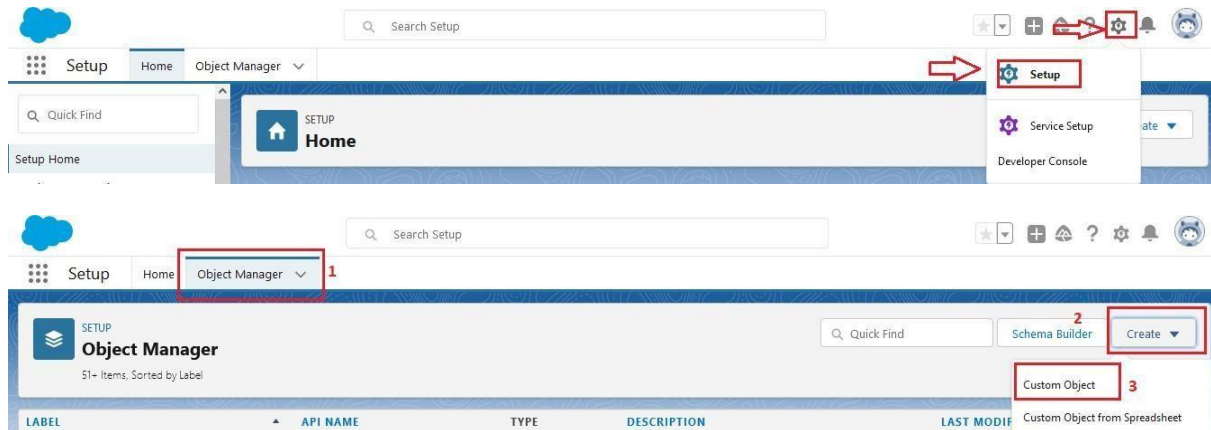 Search Setup
Setup Home Object Manager
Setup
Quick Find
SETUP
Home
Service Setup
ate
Setup Home
Developer Console
Search Setup
?
Setup Home Object Manager 1
SETUP
Object Manager
51+ Items, Sorted by Label
Quick Find
Schema Builder
2
Create
Custom Object 3
LABEL API NAME TYPE DESCRIPTION LAST MODIF
Custom Object from Spreadsheet